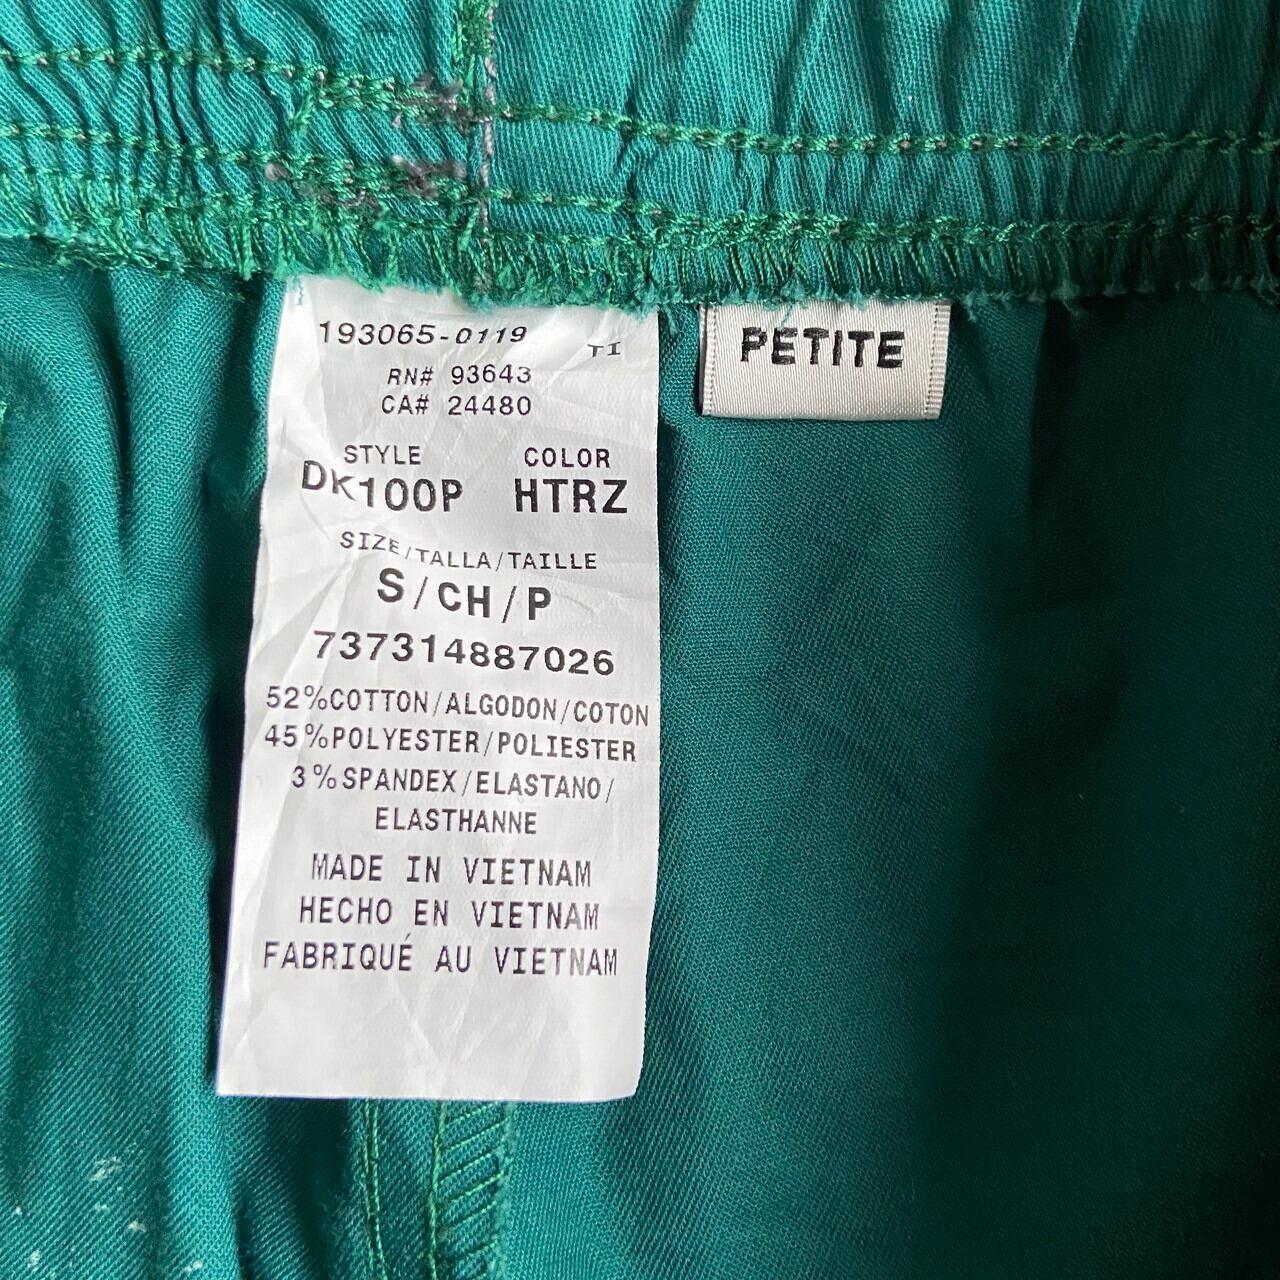 193065-0119 TI
RN# 93643
CA# 24480
STYLE COLOR
DK100P HTRZ
SIZE/TALLA/TAILLE
S/CH/P
737314887026
52%COTTON/ALGODON/COTON
45%POLYESTER/POLIESTER
3%SPANDEX/ELASTANO/
ELASTHANNE
MADE IN VIETNAM
HECHO EN VIETNAM
FABRIQUÉ AU VIETNAM
PETITE